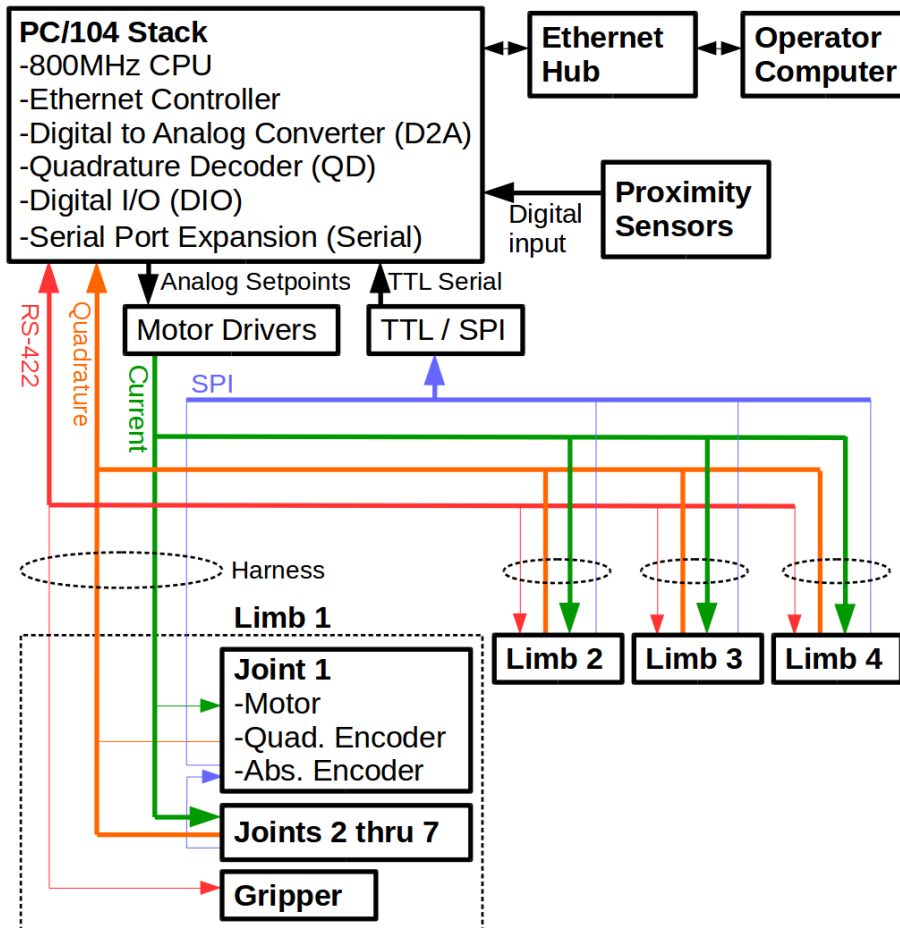 PC/104 Stack
-800MHz CPU
-Ethernet Controller
-Digital to Analog Converter (D2A)
-Quadrature Decoder (QD)
-Digital I/O (DIO)
-Serial Port Expansion (Serial)
Ethernet
Hub
Operator
Computer
Proximity
Sensors
Digital
input
Analog Setpoints
TTL Serial
RS-422
Quadrature
Motor Drivers
TTL / SPI
Current
SPI
Harness
Limb 1
Joint 1
-Motor
-Quad. Encoder
-Abs. Encoder
Joints 2 thru 7
Gripper
Limb 2
Limb 3
Limb 4